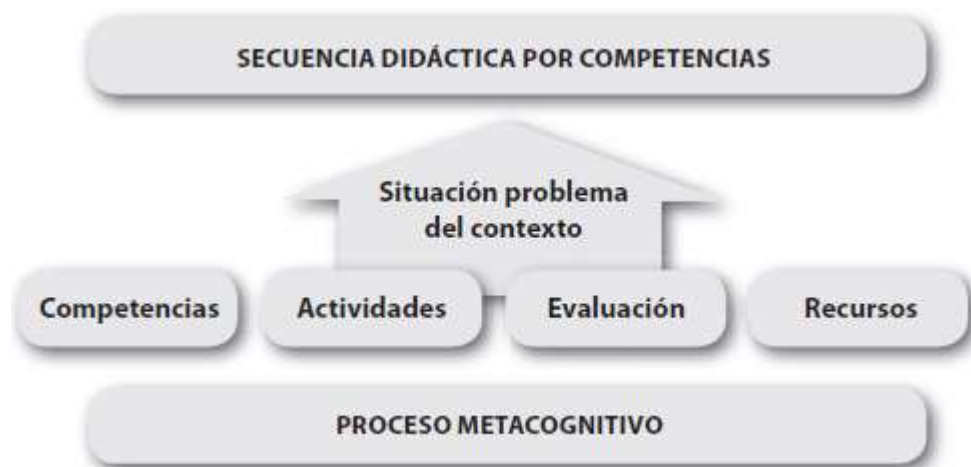 SECUENCIA DIDÁCTICA POR COMPETENCIAS
Situación problema
del contexto
Competencias
Actividades
Evaluación
Recursos
PROCESO METACOGNITIVO